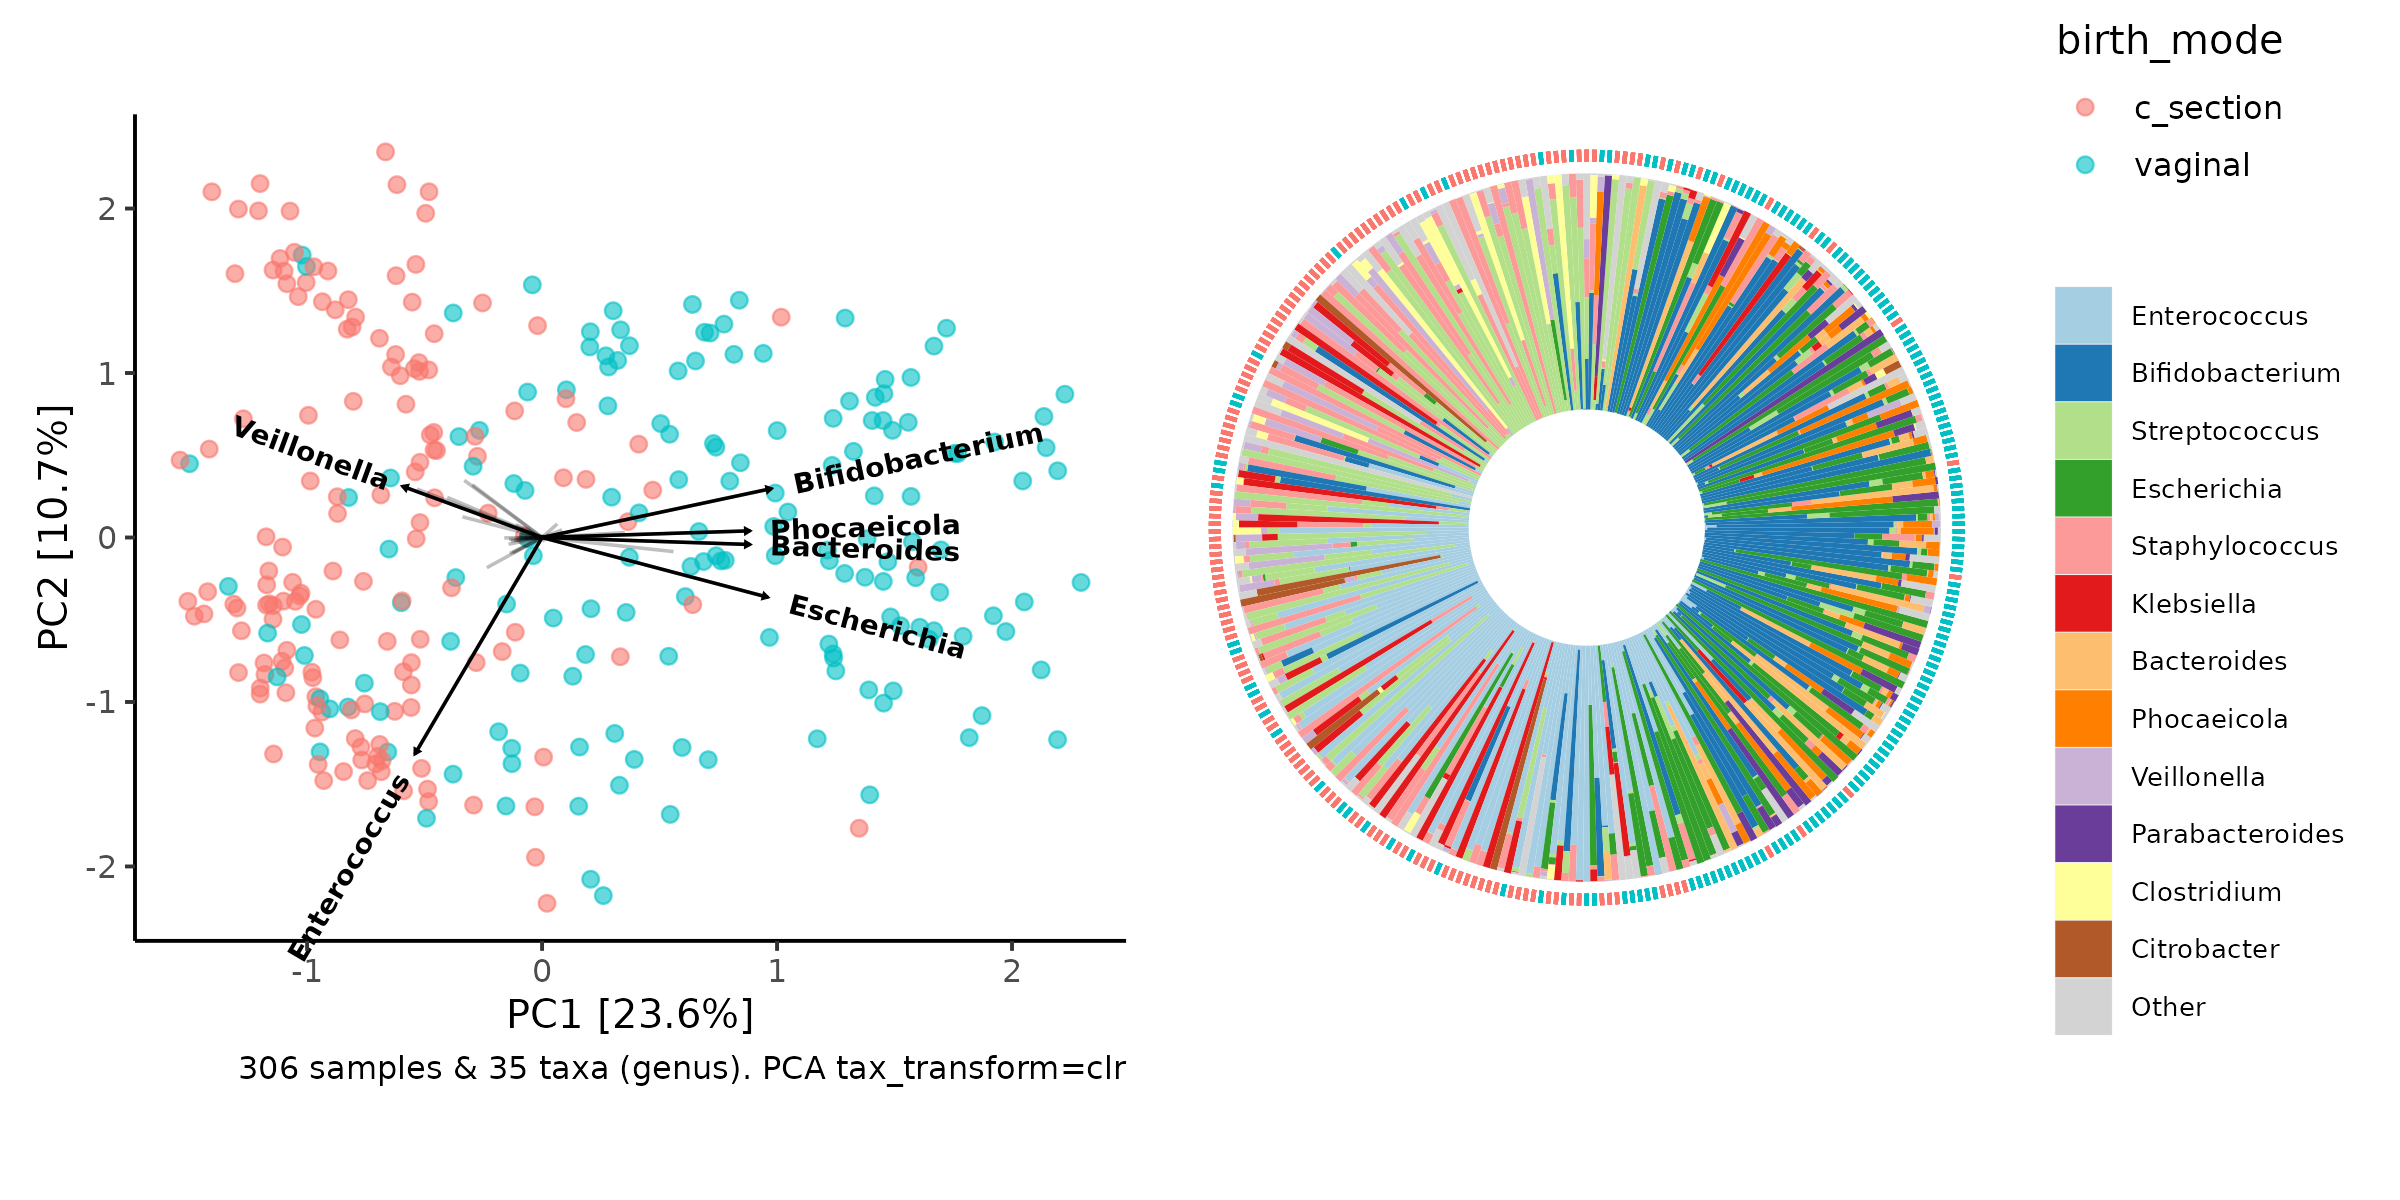 PC2 [10.7%]
2
1
0
-1
-2
Veillonella
Bifidobacterium
Phocaeicola
Bacteroides
Escherichia
Enterococcus
-1
0
1
2
PC1 [23.6%]
306 samples & 35 taxa (genus). PCA tax_transform=clr
birth_mode
c_section
vaginal
Enterococcus
Bifidobacterium
Streptococcus
Escherichia
Staphylococcus
Klebsiella
Bacteroides
Phocaeicola
Veillonella
Parabacteroides
Clostridium
Citrobacter
Other